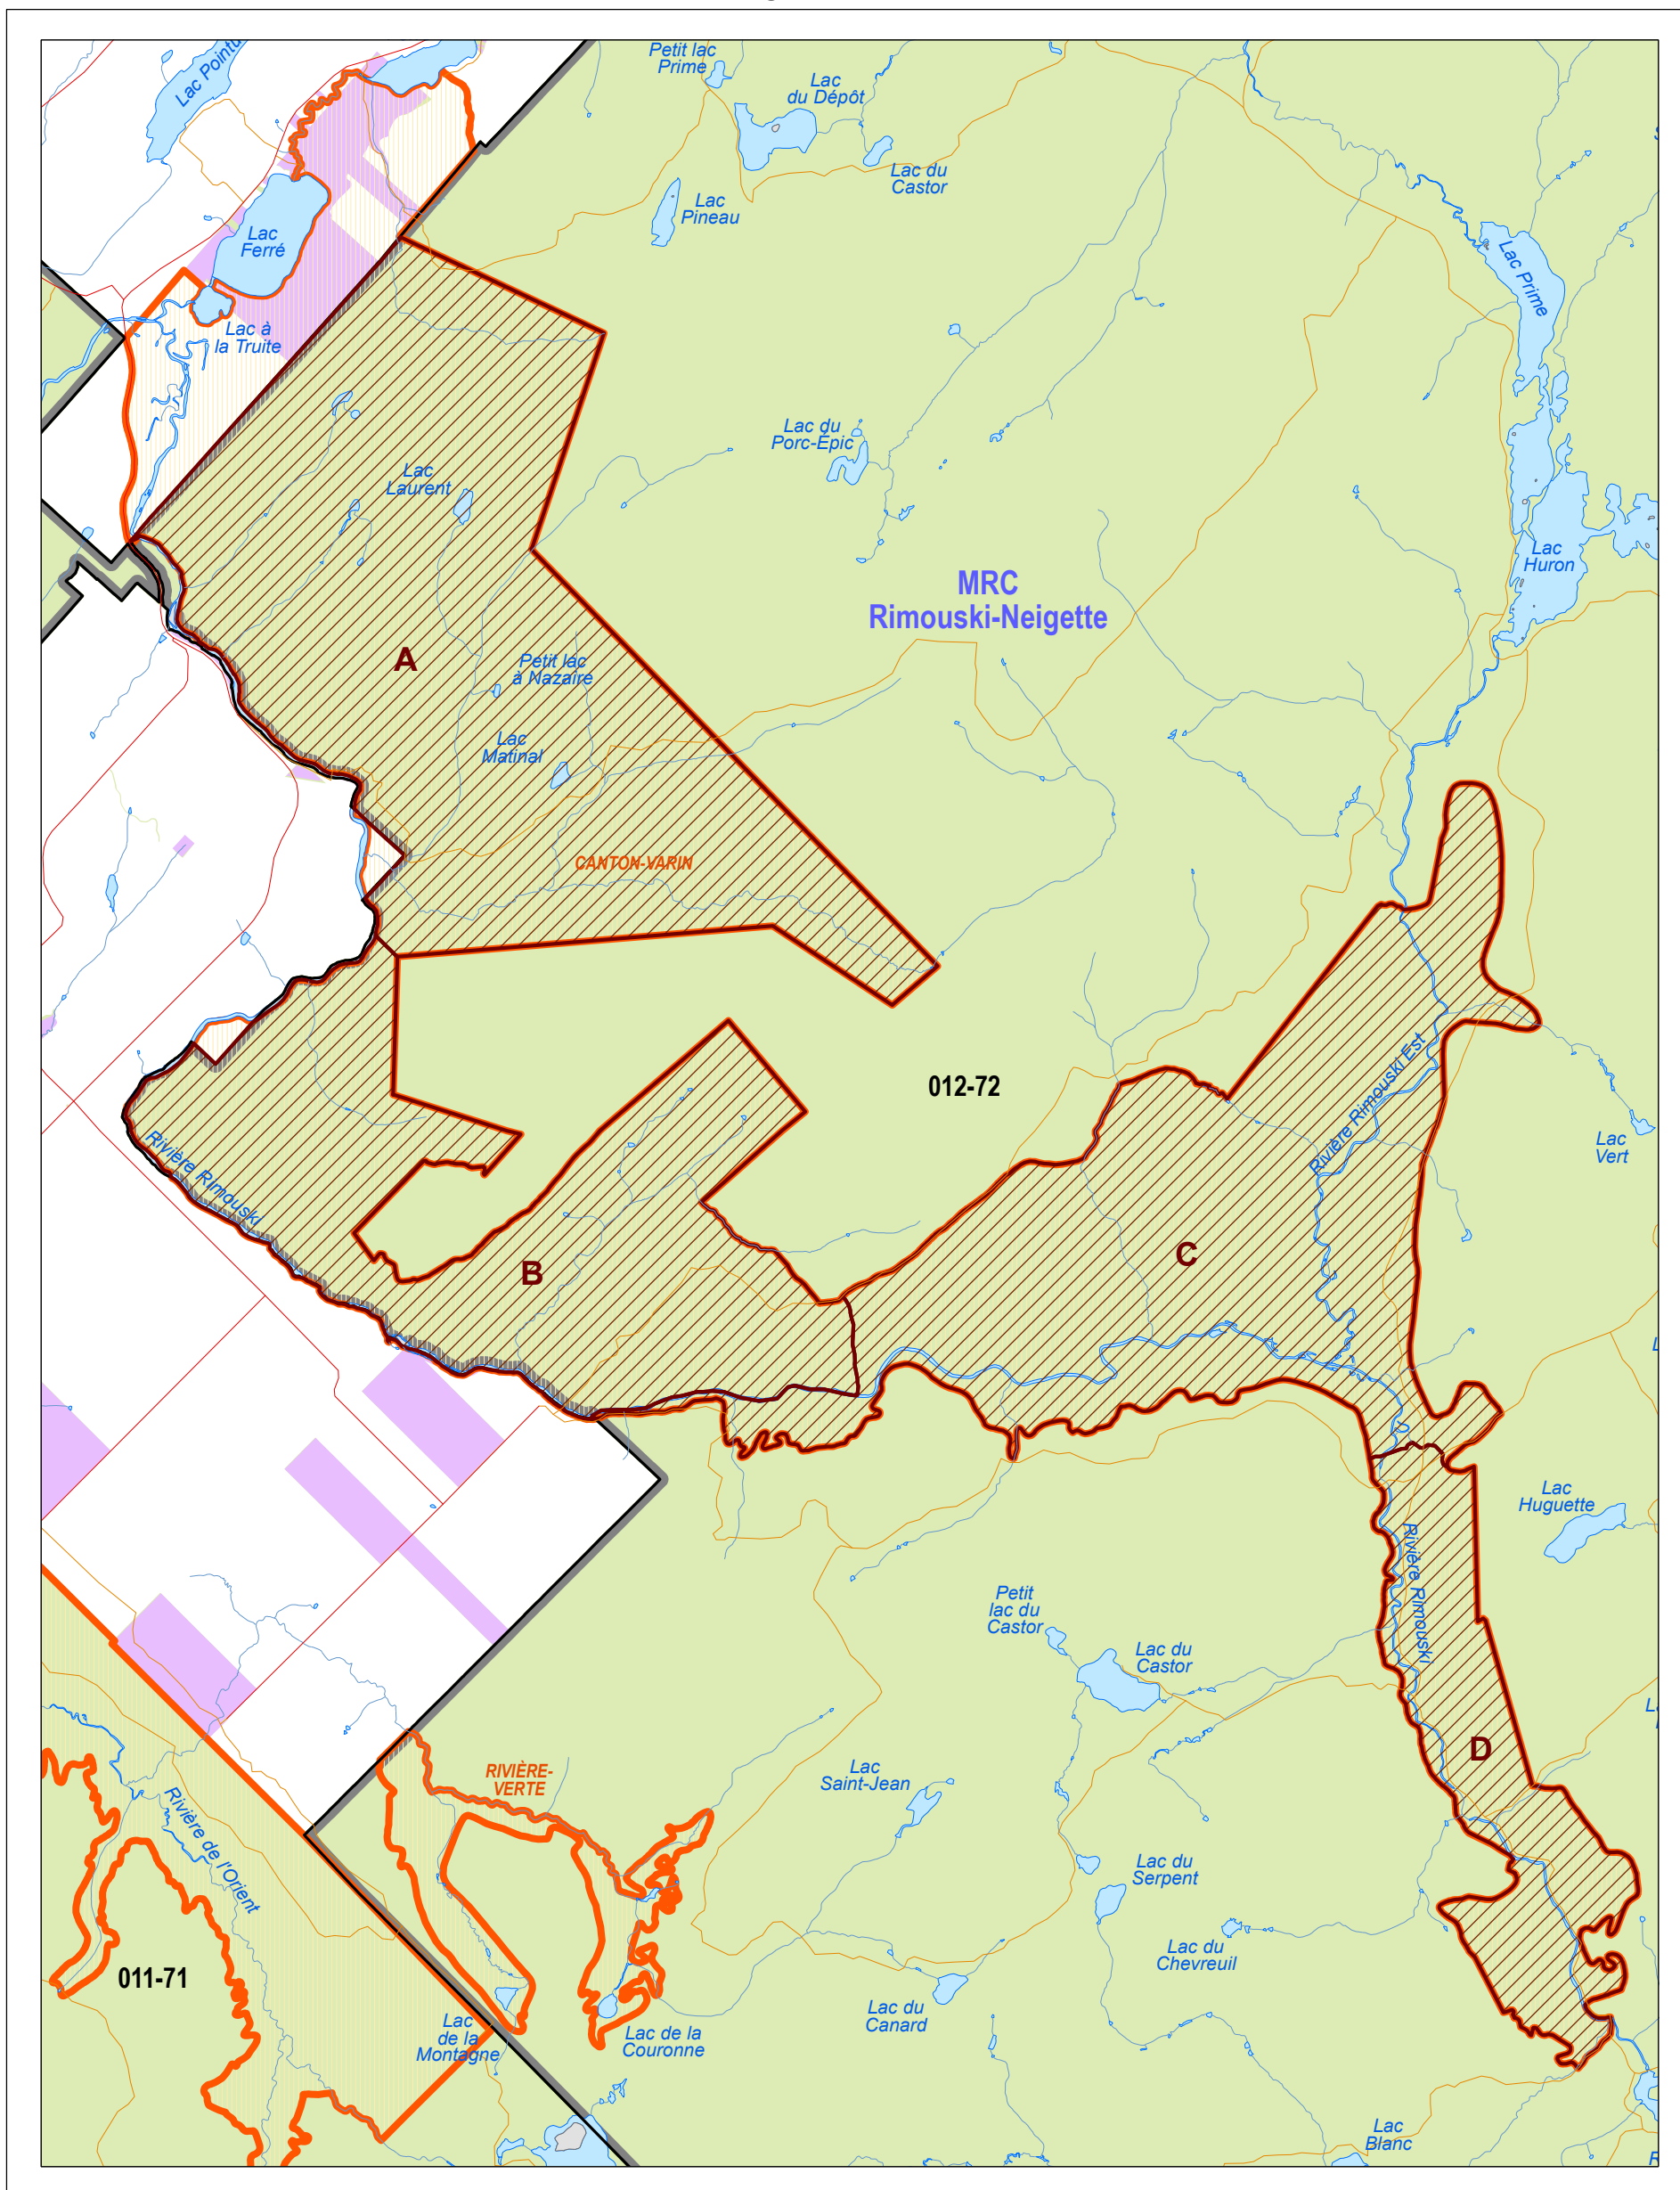 Lac Pointu
Petit lac
Prime
Lac
du Dépôt
Lac du
Castor
Lac
Pineau
Lac
Ferré
Lac à
la Truite
Lac Prime
Lac du
Porc-Épic
Lac
Laurent
Lac
Huron
MRC
Rimouski-Neigette
A
Petit lac
à Nazaire
Lac
Matinal
CANTON-VARIN
012-72
Rivière Rimouski Est
Lac
Vert
Rivière Rimouski
B
C
Lac
Huguette
Rivière Rimouski
Petit
lac du
Castor
Lac du
Castor
D
RIVIÈRE-
VERTE
Lac
Saint-Jean
Rivière de l'Orient
Lac du
Serpent
Lac du
Chevreuil
011-71
Lac du
Canard
Lac
de la
Montagne
Lac de la
Couronne
Lac
Blanc